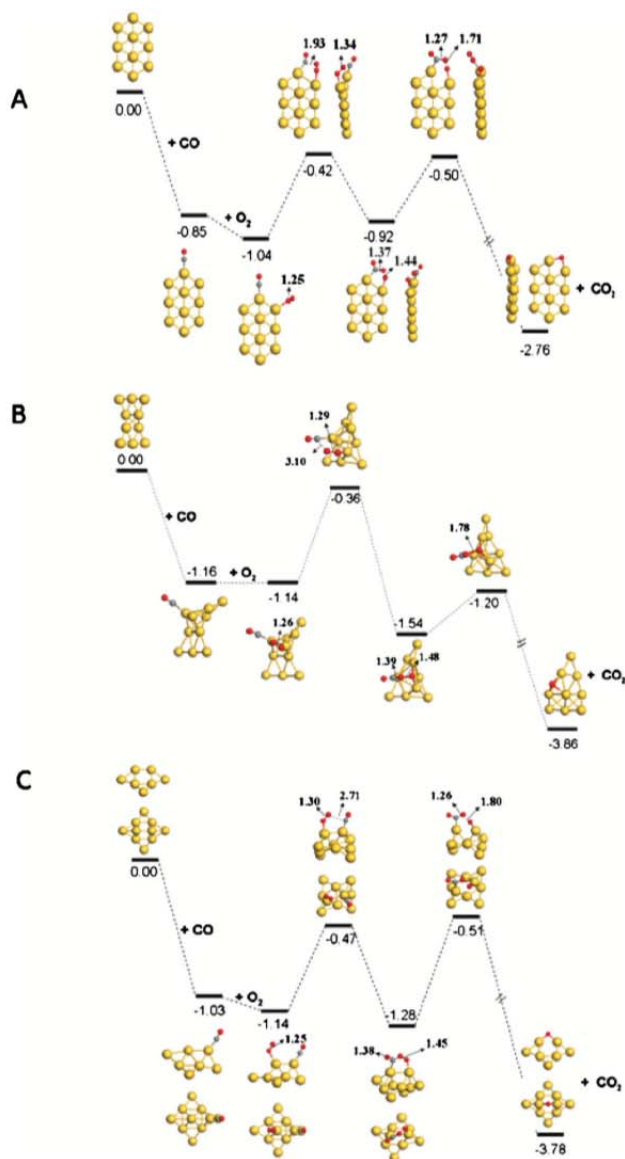 A
1.93 1.34 1.27 1.71
0.00
+ CO
-0.42 -0.50
-0.85 + O2
-1.04 -0.92
1.37 1.44
1.25
+ CO2
-2.76
B
1.29
3.10
0.00
-0.36
+ CO
1.78
-1.16 + O2 -1.14
-1.20
1.26
-1.54
1.39 1.48
+ CO2
-3.86
C
1.30 2.71 1.26 1.80
0.00
+ CO
-0.47 -0.51
-1.03 + O2
-1.14 -1.28
1.25
1.38 1.45
+ CO2
-3.78